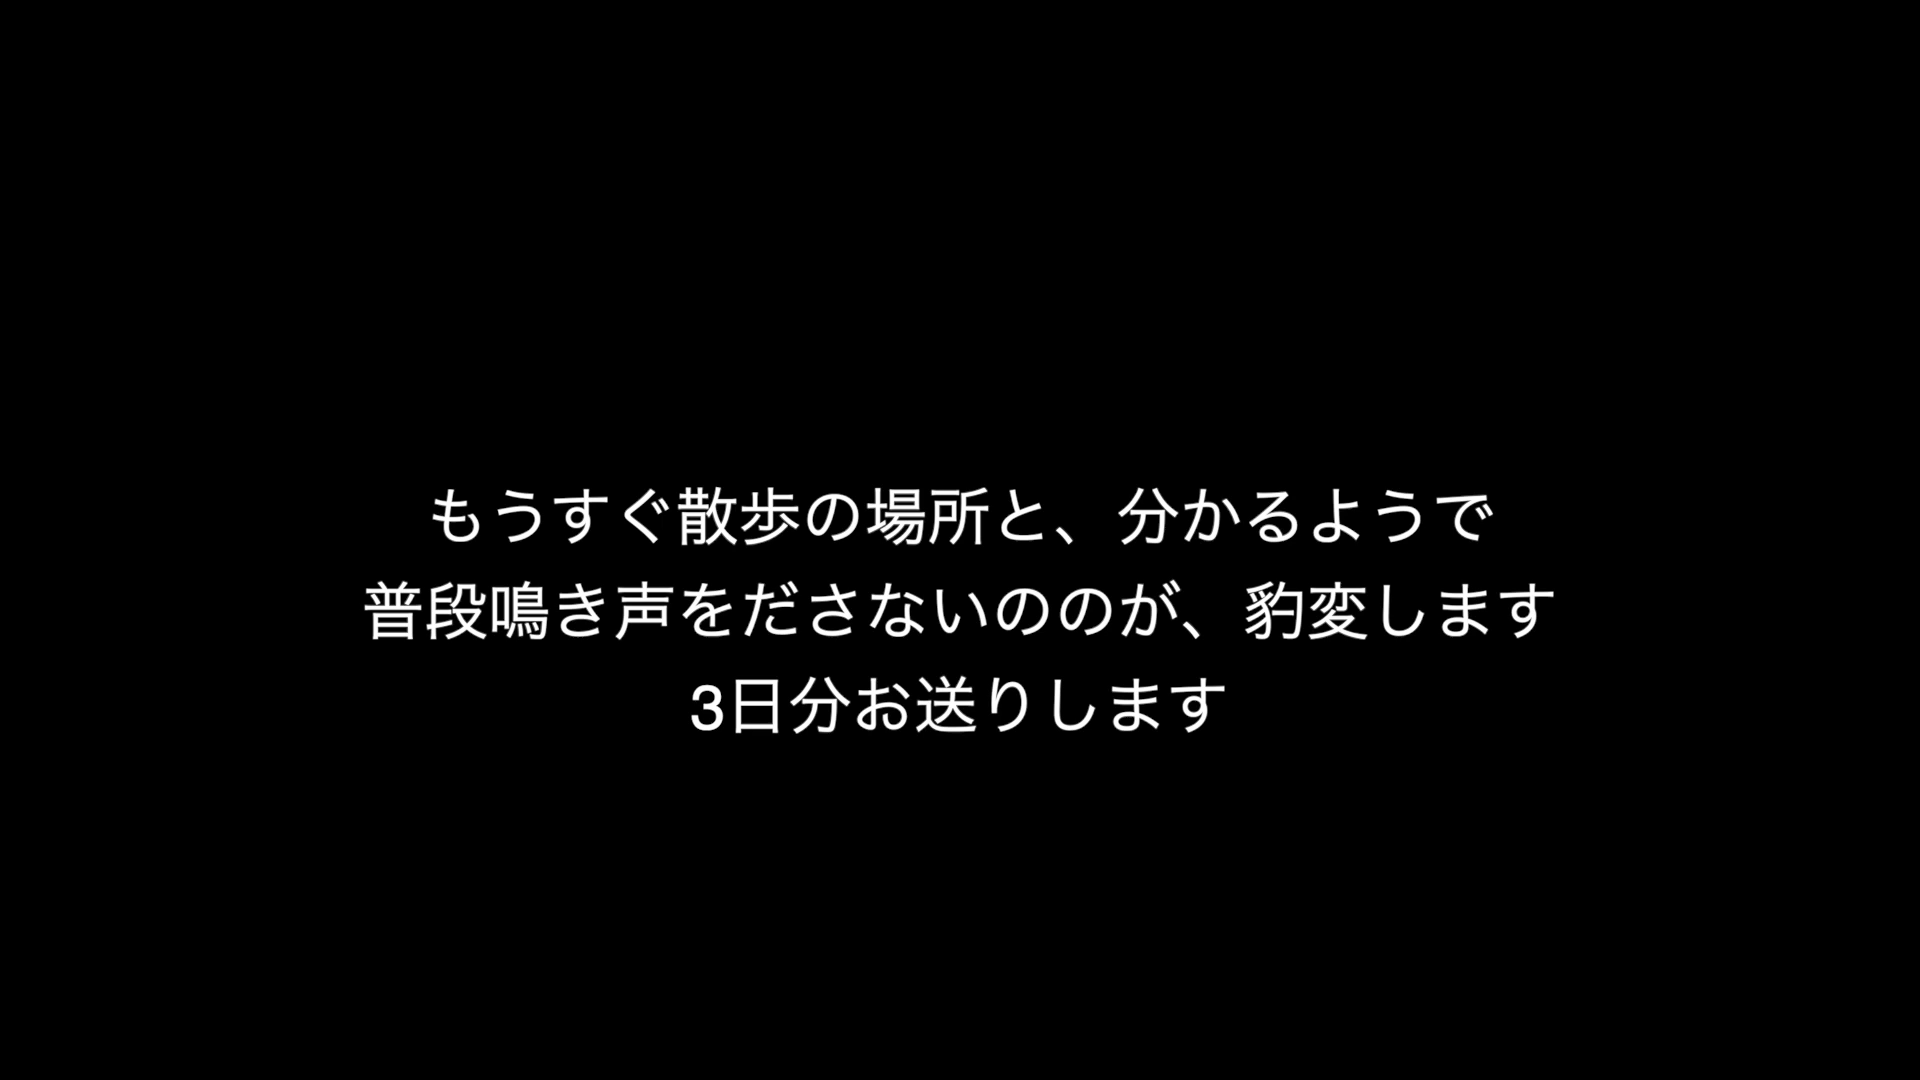 もうすぐ散歩の場所と、分かるようで
普段鳴き声をださないののが、豹変します
3日分お送りします